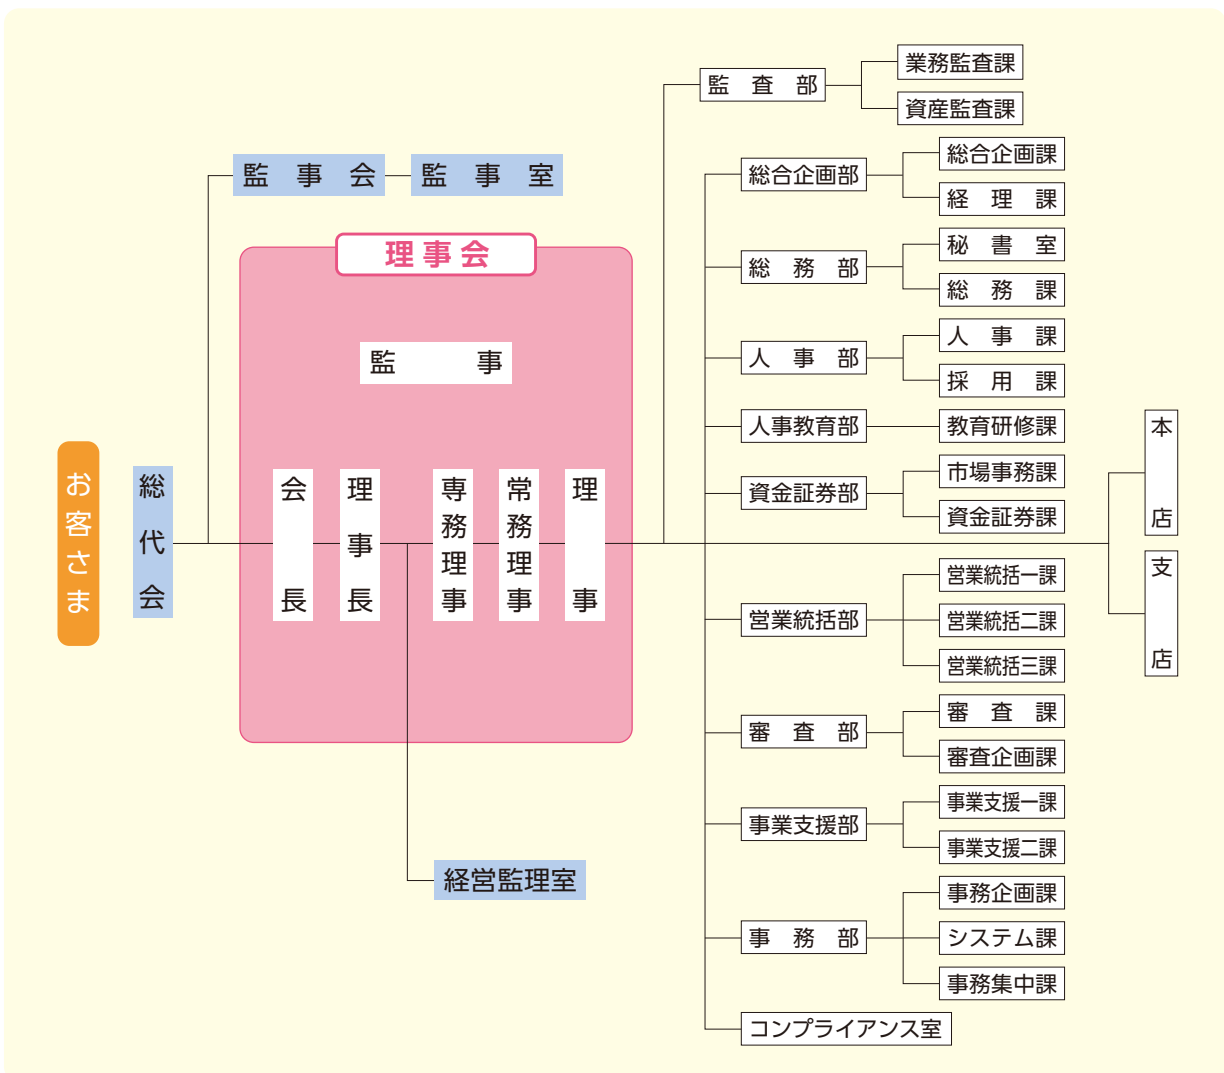 お客さま
総代会
監事会
監事室
理事会
監事
会長
理事長
専務理事
常務理事
理事
経営監理室
監査部
業務監査課
資産監査課
総合企画部
総合企画課
経理課
総務部
秘書室
総務課
人事部
人事課
採用課
人事教育部
教育研修課
資金証券部
市場事務課
資金証券課
営業統括部
営業統括一課
営業統括二課
営業統括三課
審査部
審査課
審査企画課
事業支援部
事業支援一課
事業支援二課
事務部
事務企画課
システム課
事務集中課
コンプライアンス室
本店
支店